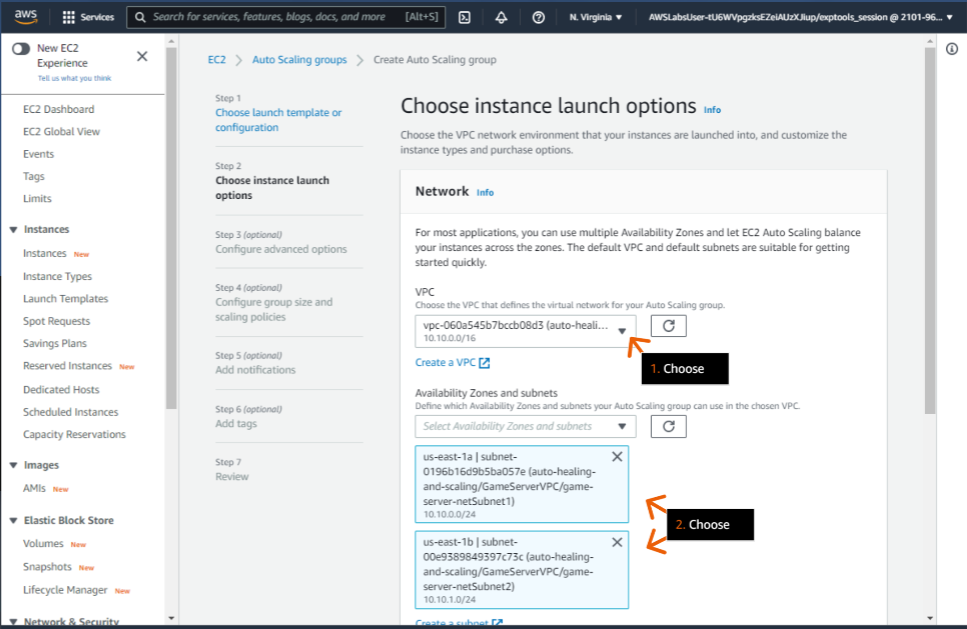 aws
Services
Search for services, features, blogs, docs, and more
[Alt+S]
N. Virginia
AWSLabsUser-tU6WVpgzksEZeiAUzXJiup/exptools_session @ 2101-96...
New EC2
Experience
Tell us what you think
EC2 Dashboard
EC2 Global View
Events
Tags
Limits
Instances
Instances New
Instance Types
Launch Templates
Spot Requests
Savings Plans
Reserved Instances New
Dedicated Hosts
Scheduled Instances
Capacity Reservations
Images
AMIs New
Elastic Block Store
Volumes New
Snapshots New
Lifecycle Manager New
Network & Security
EC2 > Auto Scaling groups > Create Auto Scaling group
Step 1
Choose launch template or
configuration
Step 2
Choose instance launch
options
Step 3 (optional)
Configure advanced options
Step 4 (optional)
Configure group size and
scaling policies
Step 5 (optional)
Add notifications
Step 6 (optional)
Add tags
Step 7
Review
Choose instance launch options Info
Choose the VPC network environment that your instances are launched into, and customize the
instance types and purchase options.
Network Info
For most applications, you can use multiple Availability Zones and let EC2 Auto Scaling balance
your instances across the zones. The default VPC and default subnets are suitable for getting
started quickly.
VPC
Choose the VPC that defines the virtual network for your Auto Scaling group.
vpc-060a545b7bccb08d3 (auto-heali...
10.10.0.0/16
Create a VPC
1. Choose
Availability Zones and subnets
Define which Availability Zones and subnets your Auto Scaling group can use in the chosen VPC.
Select Availability Zones and subnets
us-east-1a | subnet-
0196b16d9b5ba057e (auto-healing-
and-scaling/GameServerVPC/game-
server-netSubnet1)
10.10.0.0/24
2. Choose
us-east-1b | subnet-
00e9389849397c73c (auto-healing-
and-scaling/GameServerVPC/game-
server-netSubnet2)
10.10.1.0/24
Create a subnet